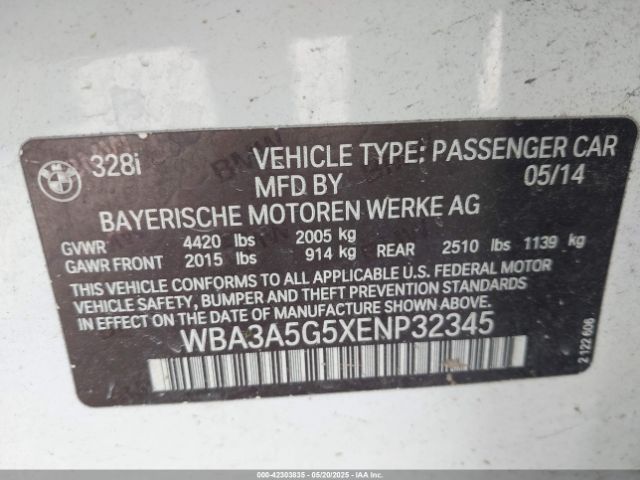 328i VEHICLE TYPE: PASSENGER CAR
MFD BY 05/14
BAYERISCHE MOTOREN WERKE AG
GVWR 4420 lbs 2005 kg
GAWR FRONT 2015 lbs 914 kg REAR 2510 lbs 1139 kg
THIS VEHICLE CONFORMS TO ALL APPLICABLE U.S. FEDERAL MOTOR
VEHICLE SAFETY, BUMPER AND THEFT PREVENTION STANDARDS
IN EFFECT ON THE DATE OF MANUFACTURE SHOWN ABOVE.
WBA3A5G5XENP32345
2 122 606
000-42303835 - 05/20/2025 - IAAI.COM